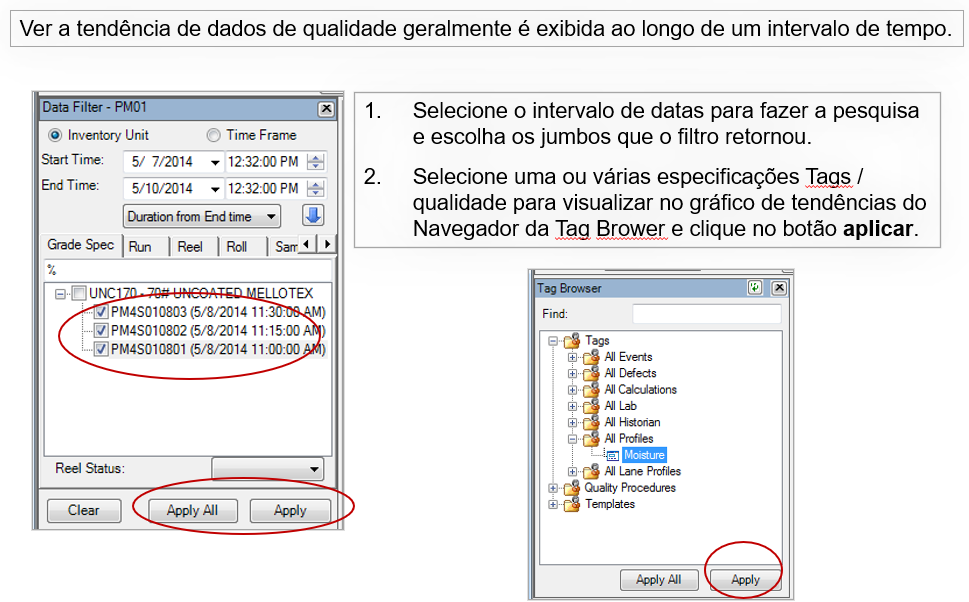 Ver a tendência de dados de qualidade geralmente é exibida ao longo de um intervalo de tempo.
Data Filter - PM01
Inventory Unit
Time Frame
Start Time:
5/ 7/2014
12:32:00 PM
End Time:
5/10/2014
12:32:00 PM
Duration from End time
Grade Spec
Run
Reel
Roll
Sam
%
UNC170 - 70# UNCOATED MELLOTEX
PM4S010803 (5/8/2014 11:30:00 AM)
PM4S010802 (5/8/2014 11:15:00 AM)
PM4S010801 (5/8/2014 11:00:00 AM)
Reel Status:
Clear
Apply All
Apply
1. Selecione o intervalo de datas para fazer a pesquisa
e escolha os jumbos que o filtro retornou.
2. Selecione uma ou várias especificações Tags /
qualidade para visualizar no gráfico de tendências do
Navegador da Tag Brower e clique no botão aplicar.
Tag Browser
Find:
Tags
All Events
All Defects
All Calculations
All Lab
All Historian
All Profiles
Moisture
All Lane Profiles
Quality Procedures
Templates
Apply All
Apply